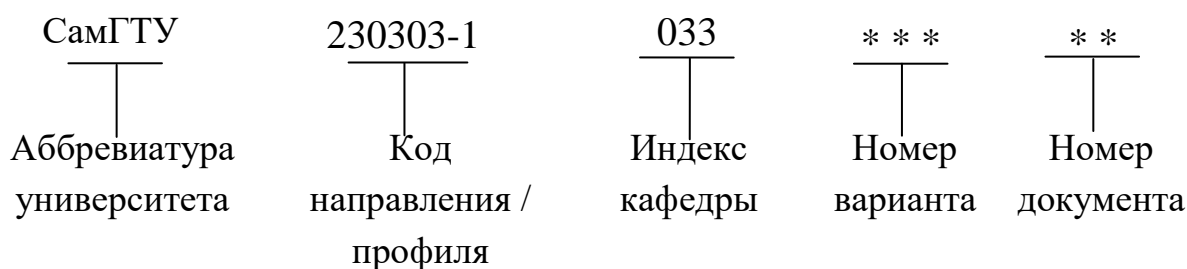 СамГТУ 230303-1 033 * * * * *
Аббревиатура Код Индекс Номер Номер
университета направления / кафедры варианта документа
профиля